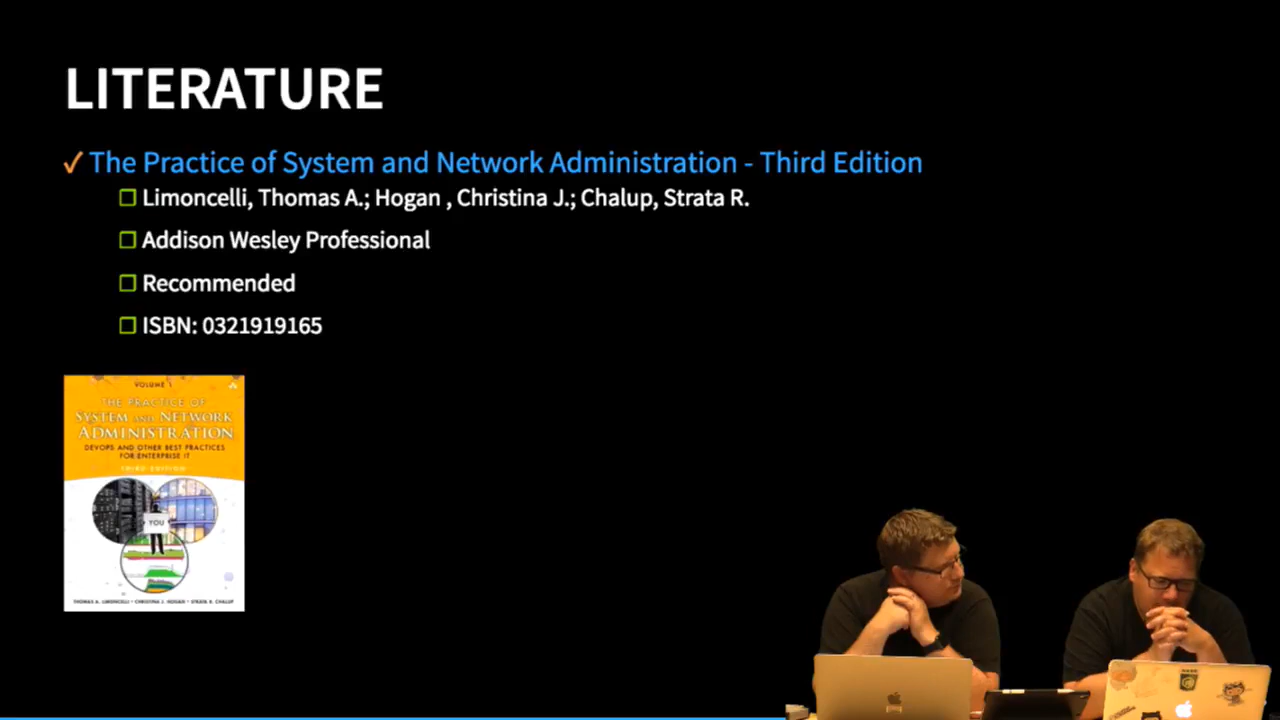 LITERATURE
✓ The Practice of System and Network Administration - Third Edition
☐ Limoncelli, Thomas A.; Hogan , Christina J.; Chalup, Strata R.
☐ Addison Wesley Professional
☐ Recommended
☐ ISBN: 0321919165
VOLUME 1
THE PRACTICE OF
SYSTEM AND NETWORK
ADMINISTRATION
DEVOPS AND OTHER BEST PRACTICES
FOR ENTERPRISE IT
THIRD EDITION
YOU
THOMAS A. LIMONCELLI • CHRISTINA J. HOGAN • STRATA R. CHALUP